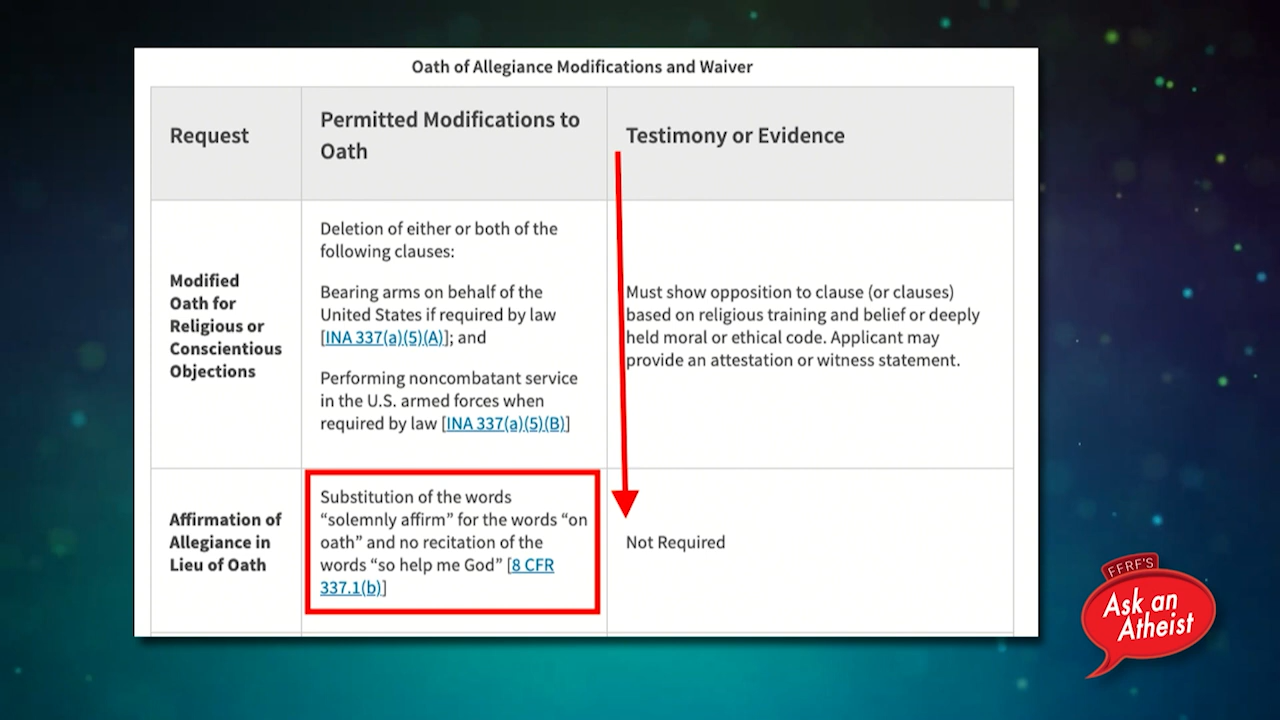 Oath of Allegiance Modifications and Waiver
Request
Permitted Modifications to
Oath
Testimony or Evidence
Modified
Oath for
Religious or
Conscientious
Objections
Deletion of either or both of the
following clauses:
Bearing arms on behalf of the
United States if required by law
[INA 337(a)(5)(A)]; and
Performing noncombatant service
in the U.S. armed forces when
required by law [INA 337(a)(5)(B)]
Must show opposition to clause (or clauses)
based on religious training and belief or deeply
held moral or ethical code. Applicant may
provide an attestation or witness statement.
Affirmation of
Allegiance in
Lieu of Oath
Substitution of the words
“solemnly affirm” for the words “on
oath” and no recitation of the
words “so help me God” [8 CFR
337.1(b)]
Not Required
FFRF'S
Ask an
Atheist